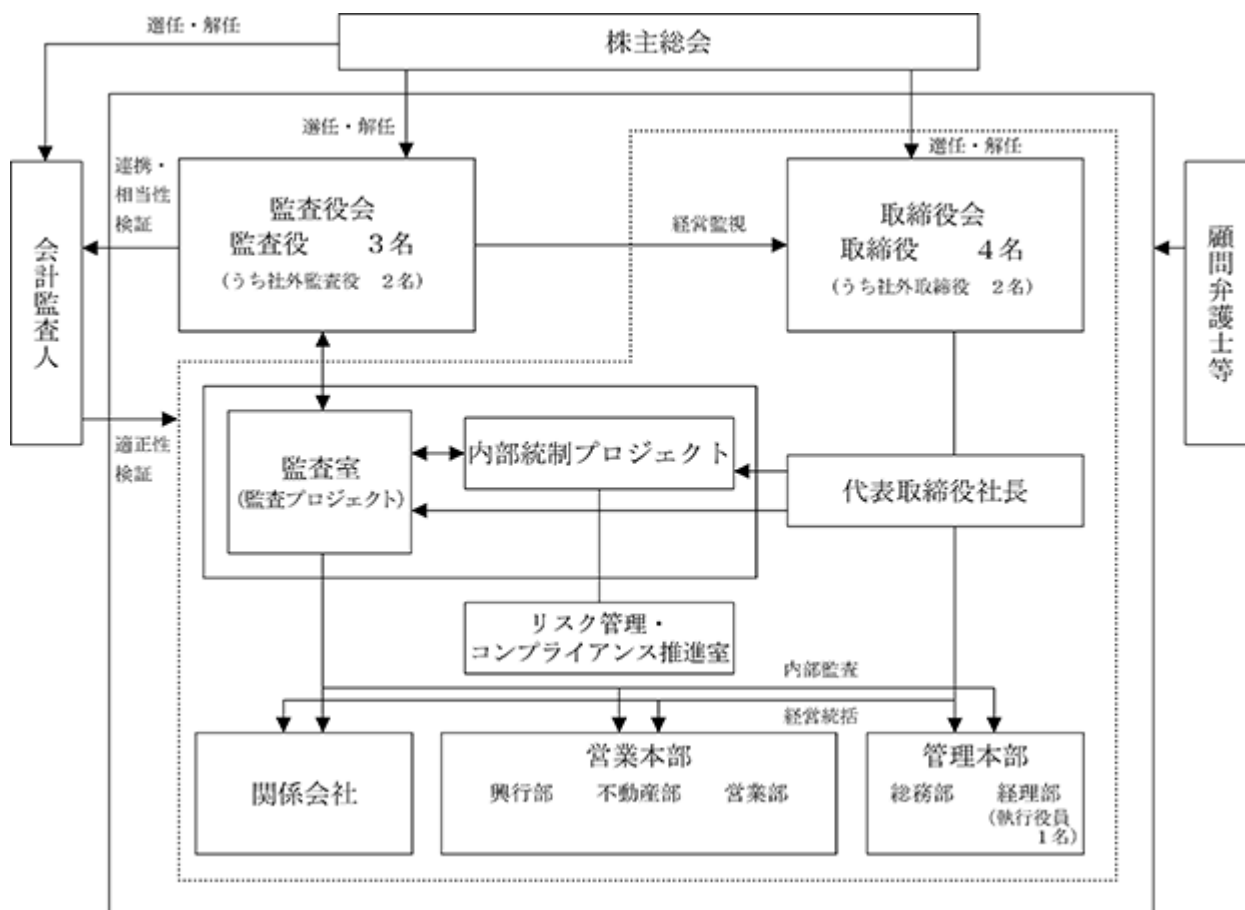 選任・解任
株主総会
選任・解任
選任・解任
連携・
相当性
検証
監査役会
監査役　3名
(うち社外監査役　2名)
経営監視
取締役会
取締役　4名
(うち社外取締役　2名)
会計監査人
顧問弁護士等
適正性
検証
監査室
(監査プロジェクト)
内部統制プロジェクト
代表取締役社長
リスク管理・
コンプライアンス推進室
内部監査
経営統括
関係会社
営業本部
興行部　不動産部　営業部
管理本部
総務部　経理部
(執行役員
1名)